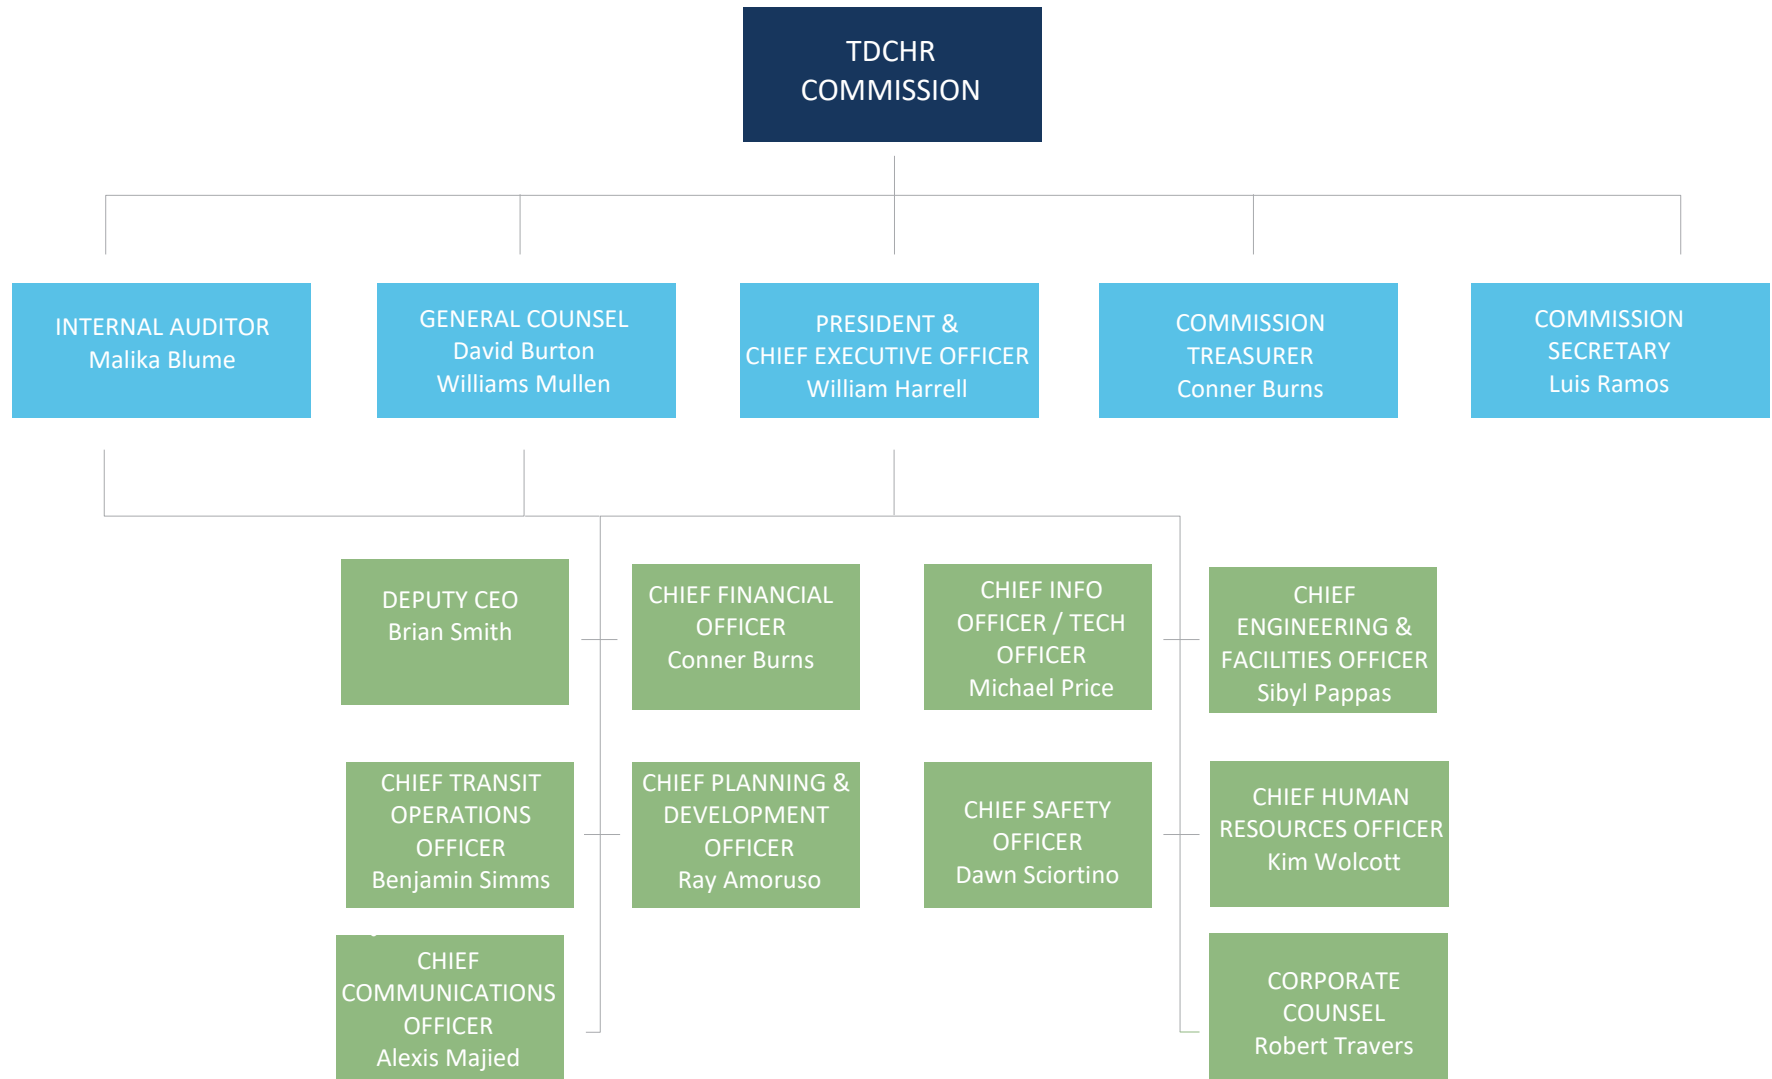 TDCHR
COMMISSION
INTERNAL AUDITOR
Malika Blume
GENERAL COUNSEL
David Burton
Williams Mullen
PRESIDENT &
CHIEF EXECUTIVE OFFICER
William Harrell
COMMISSION
TREASURER
Conner Burns
COMMISSION
SECRETARY
Luis Ramos
DEPUTY CEO
Brian Smith
CHIEF FINANCIAL
OFFICER
Conner Burns
CHIEF INFO
OFFICER / TECH
OFFICER
Michael Price
CHIEF
ENGINEERING &
FACILITIES OFFICER
Sibyl Pappas
CHIEF TRANSIT
OPERATIONS
OFFICER
Benjamin Simms
CHIEF PLANNING &
DEVELOPMENT
OFFICER
Ray Amoruso
CHIEF SAFETY
OFFICER
Dawn Sciortino
CHIEF HUMAN
RESOURCES OFFICER
Kim Wolcott
CHIEF
COMMUNICATIONS
OFFICER
Alexis Majied
CORPORATE
COUNSEL
Robert Travers